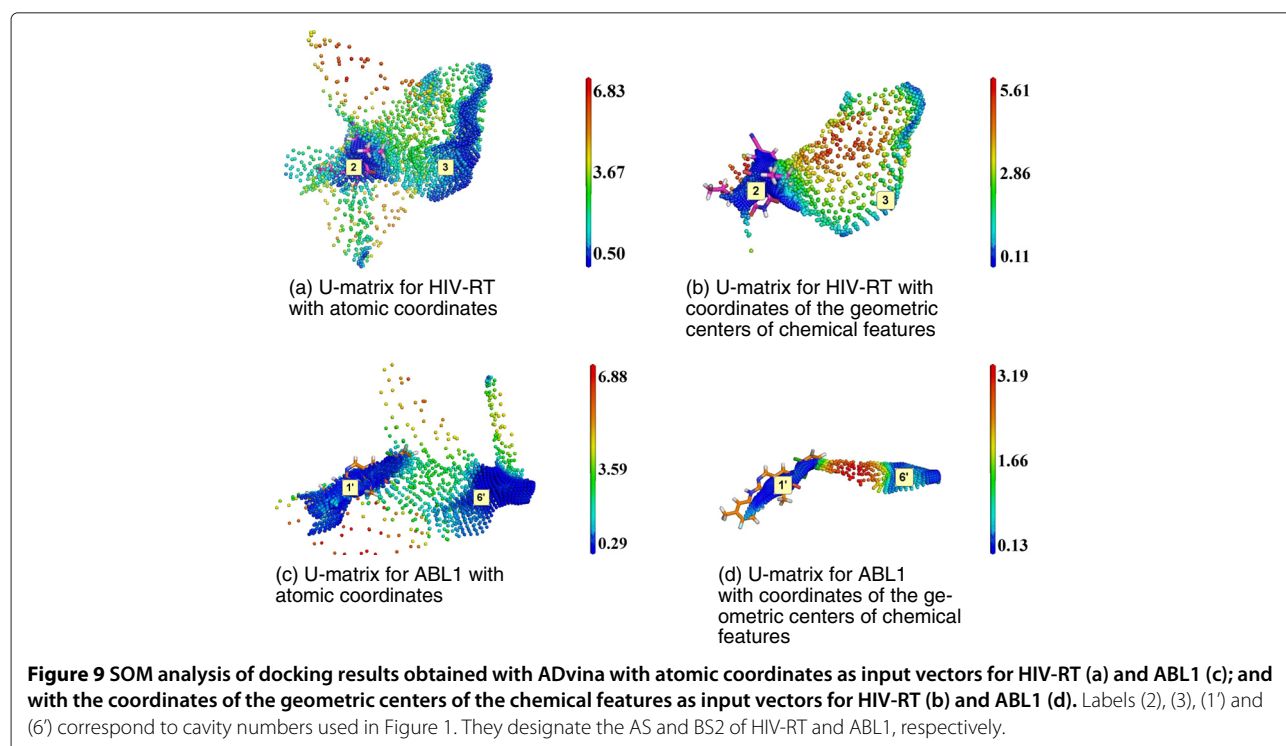 6.83
3.67
0.50
2
3
(a) U-matrix for HIV-RT
with atomic coordinates
5.61
2.86
0.11
2
3
(b) U-matrix for HIV-RT with
coordinates of the geometric
centers of chemical features
6.88
3.59
0.29
1'
6'
(c) U-matrix for ABL1 with
atomic coordinates
3.19
1.66
0.13
1'
6'
(d) U-matrix for ABL1
with coordinates of the ge-
ometric centers of chemical
features
Figure 9 SOM analysis of docking results obtained with ADvina with atomic coordinates as input vectors for HIV-RT (a) and ABL1 (c); and
with the coordinates of the geometric centers of the chemical features as input vectors for HIV-RT (b) and ABL1 (d). Labels (2), (3), (1′) and
(6′) correspond to cavity numbers used in Figure 1. They designate the AS and BS2 of HIV-RT and ABL1, respectively.